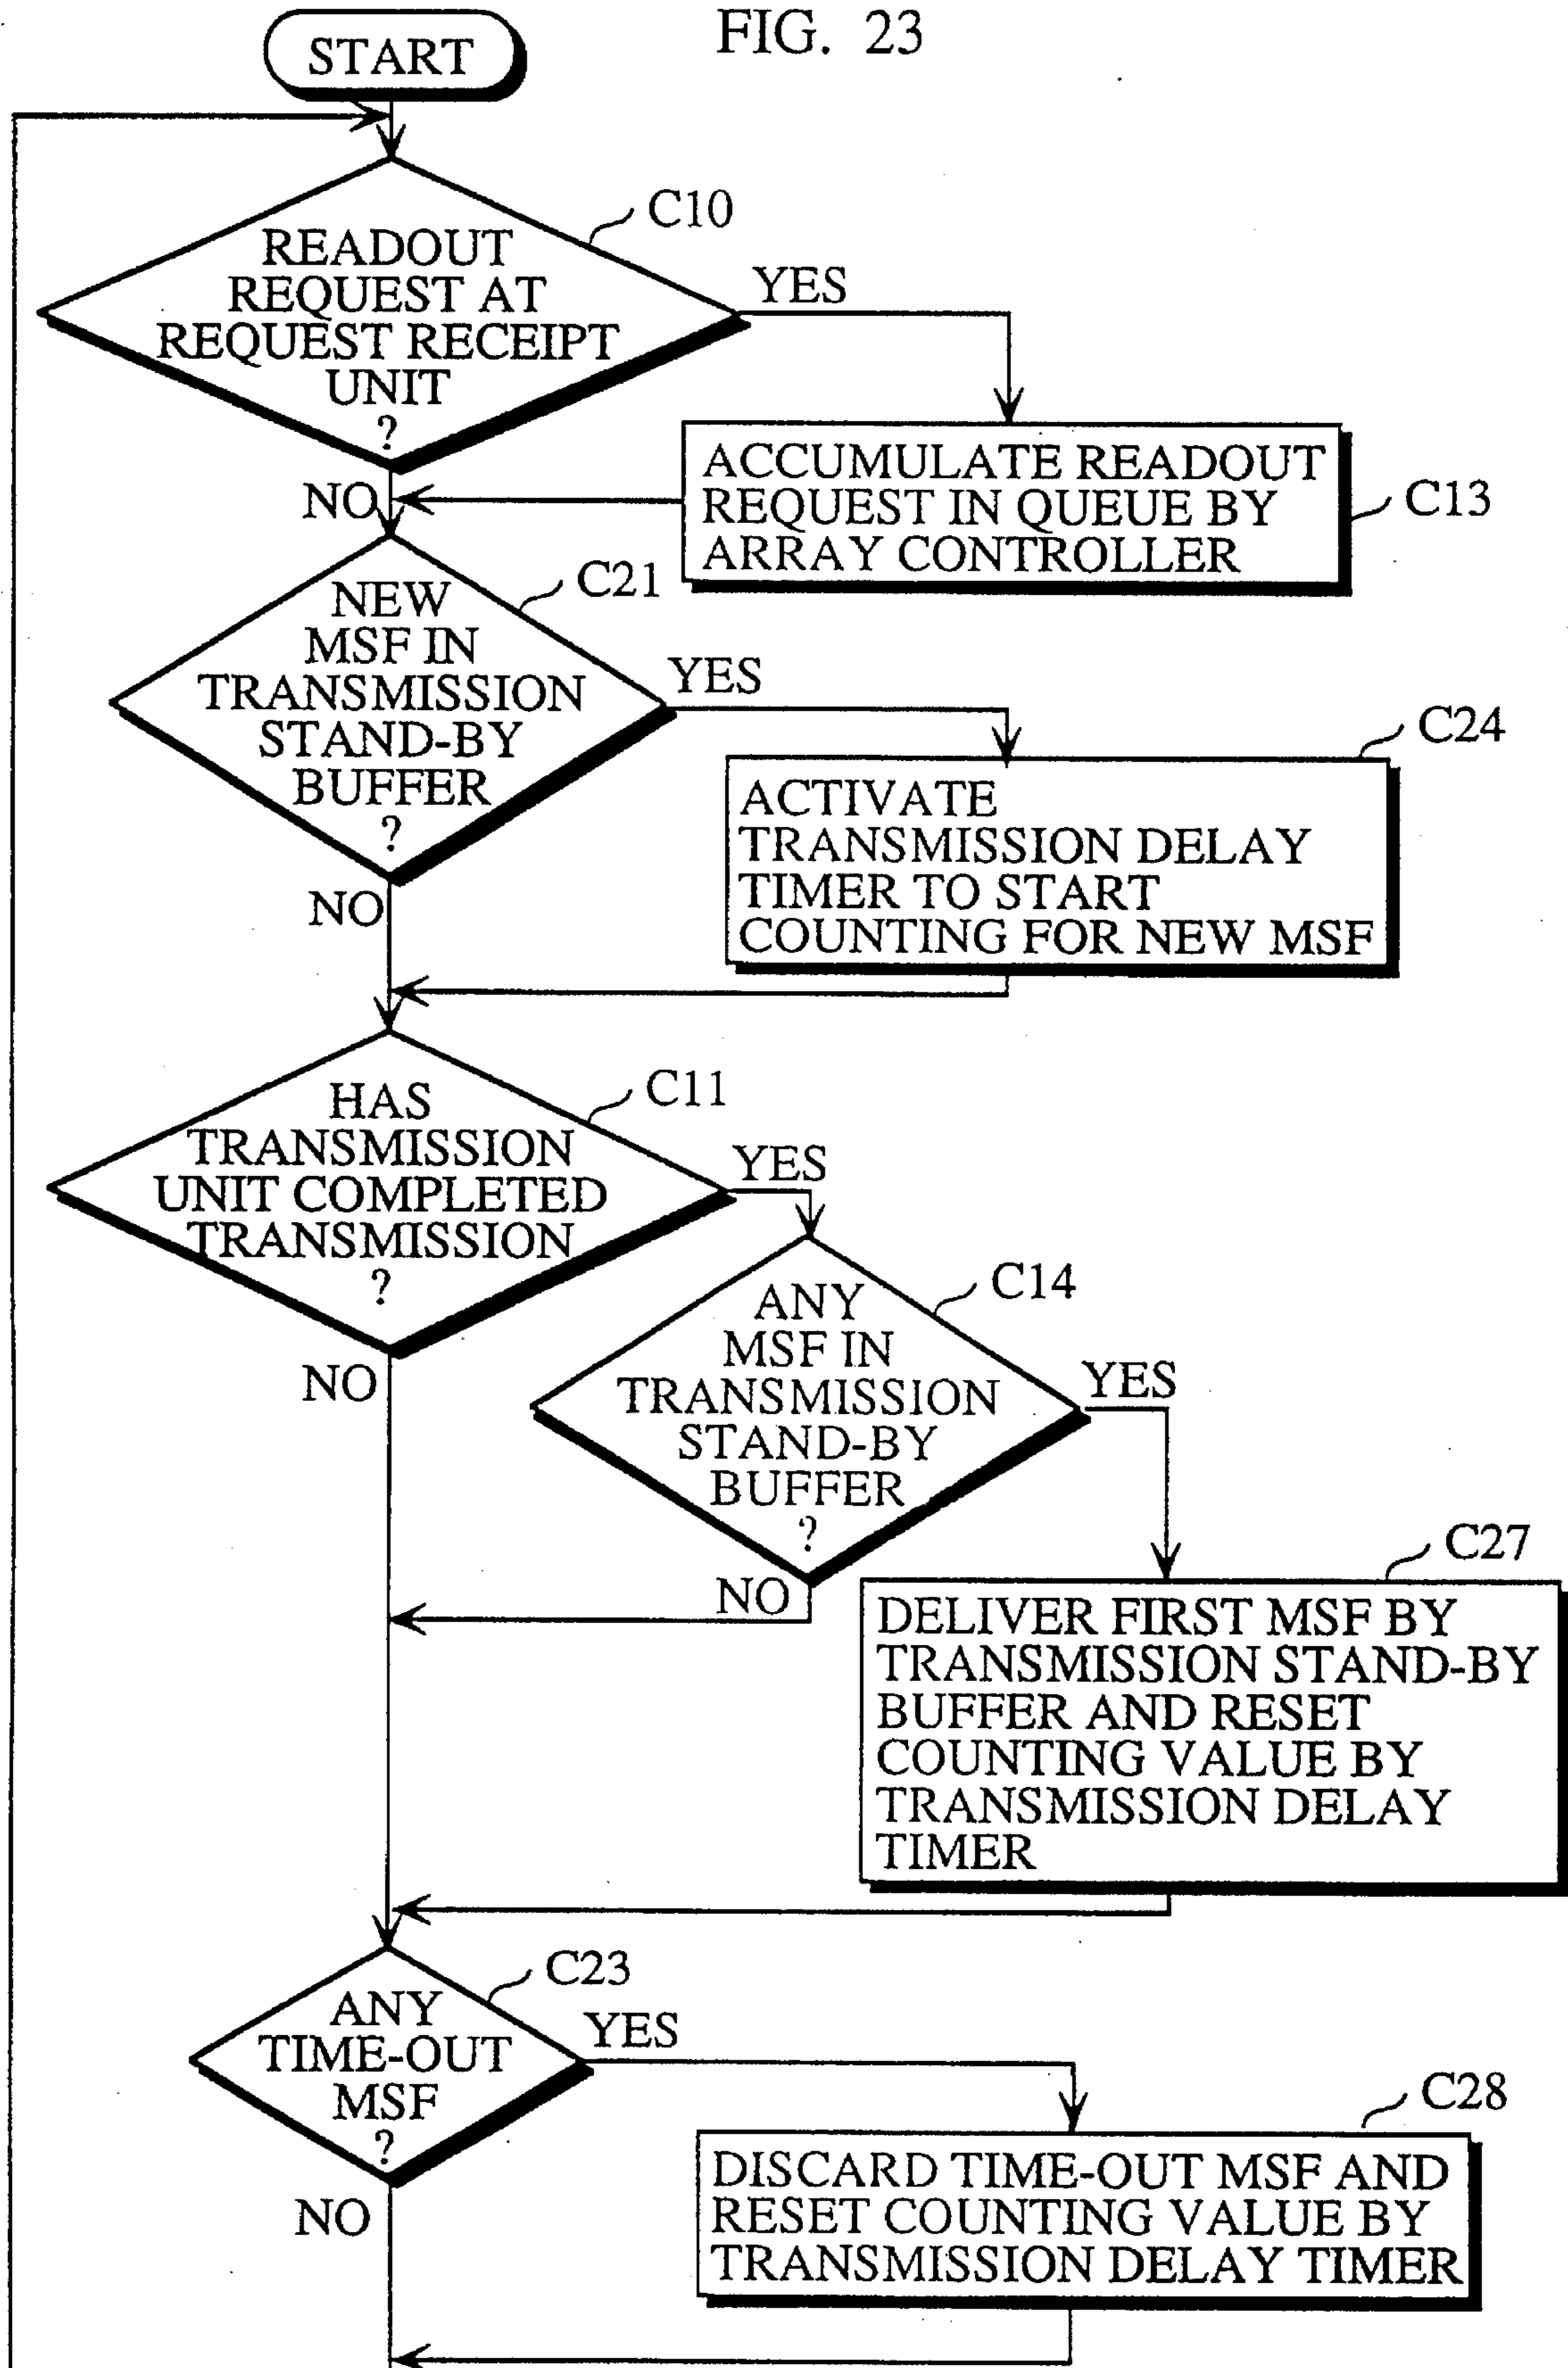 FIG. 23
START
C10
READOUT
REQUEST AT
REQUEST RECEIPT
UNIT
?
YES
NO
ACCUMULATE READOUT
REQUEST IN QUEUE BY
ARRAY CONTROLLER
C13
C21
NEW
MSF IN
TRANSMISSION
STAND-BY
BUFFER
?
YES
NO
C24
ACTIVATE
TRANSMISSION DELAY
TIMER TO START
COUNTING FOR NEW MSF
C11
HAS
TRANSMISSION
UNIT COMPLETED
TRANSMISSION
?
YES
NO
C14
ANY
MSF IN
TRANSMISSION
STAND-BY
BUFFER
?
YES
NO
C27
DELIVER FIRST MSF BY
TRANSMISSION STAND-BY
BUFFER AND RESET
COUNTING VALUE BY
TRANSMISSION DELAY
TIMER
C23
ANY
TIME-OUT
MSF
?
YES
NO
C28
DISCARD TIME-OUT MSF AND
RESET COUNTING VALUE BY
TRANSMISSION DELAY TIMER